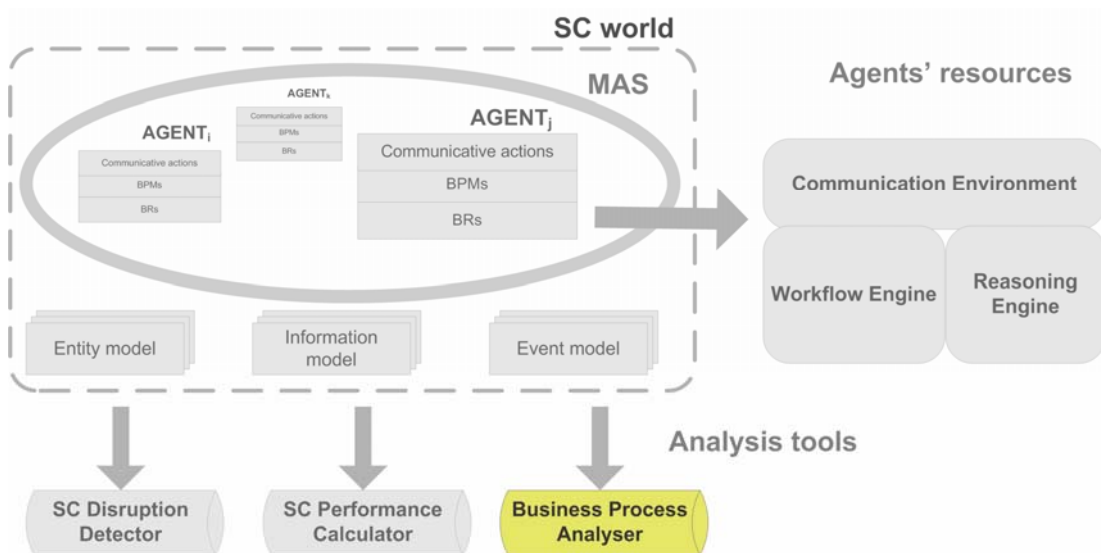 SC world
MAS
AGENTk
Communicative actions
BPMs
BRs
AGENTi
Communicative actions
BPMs
BRs
AGENTj
Communicative actions
BPMs
BRs
Entity model
Information
model
Event model
Agents' resources
Communication Environment
Workflow Engine
Reasoning
Engine
Analysis tools
SC Disruption
Detector
SC Performance
Calculator
Business Process
Analyser